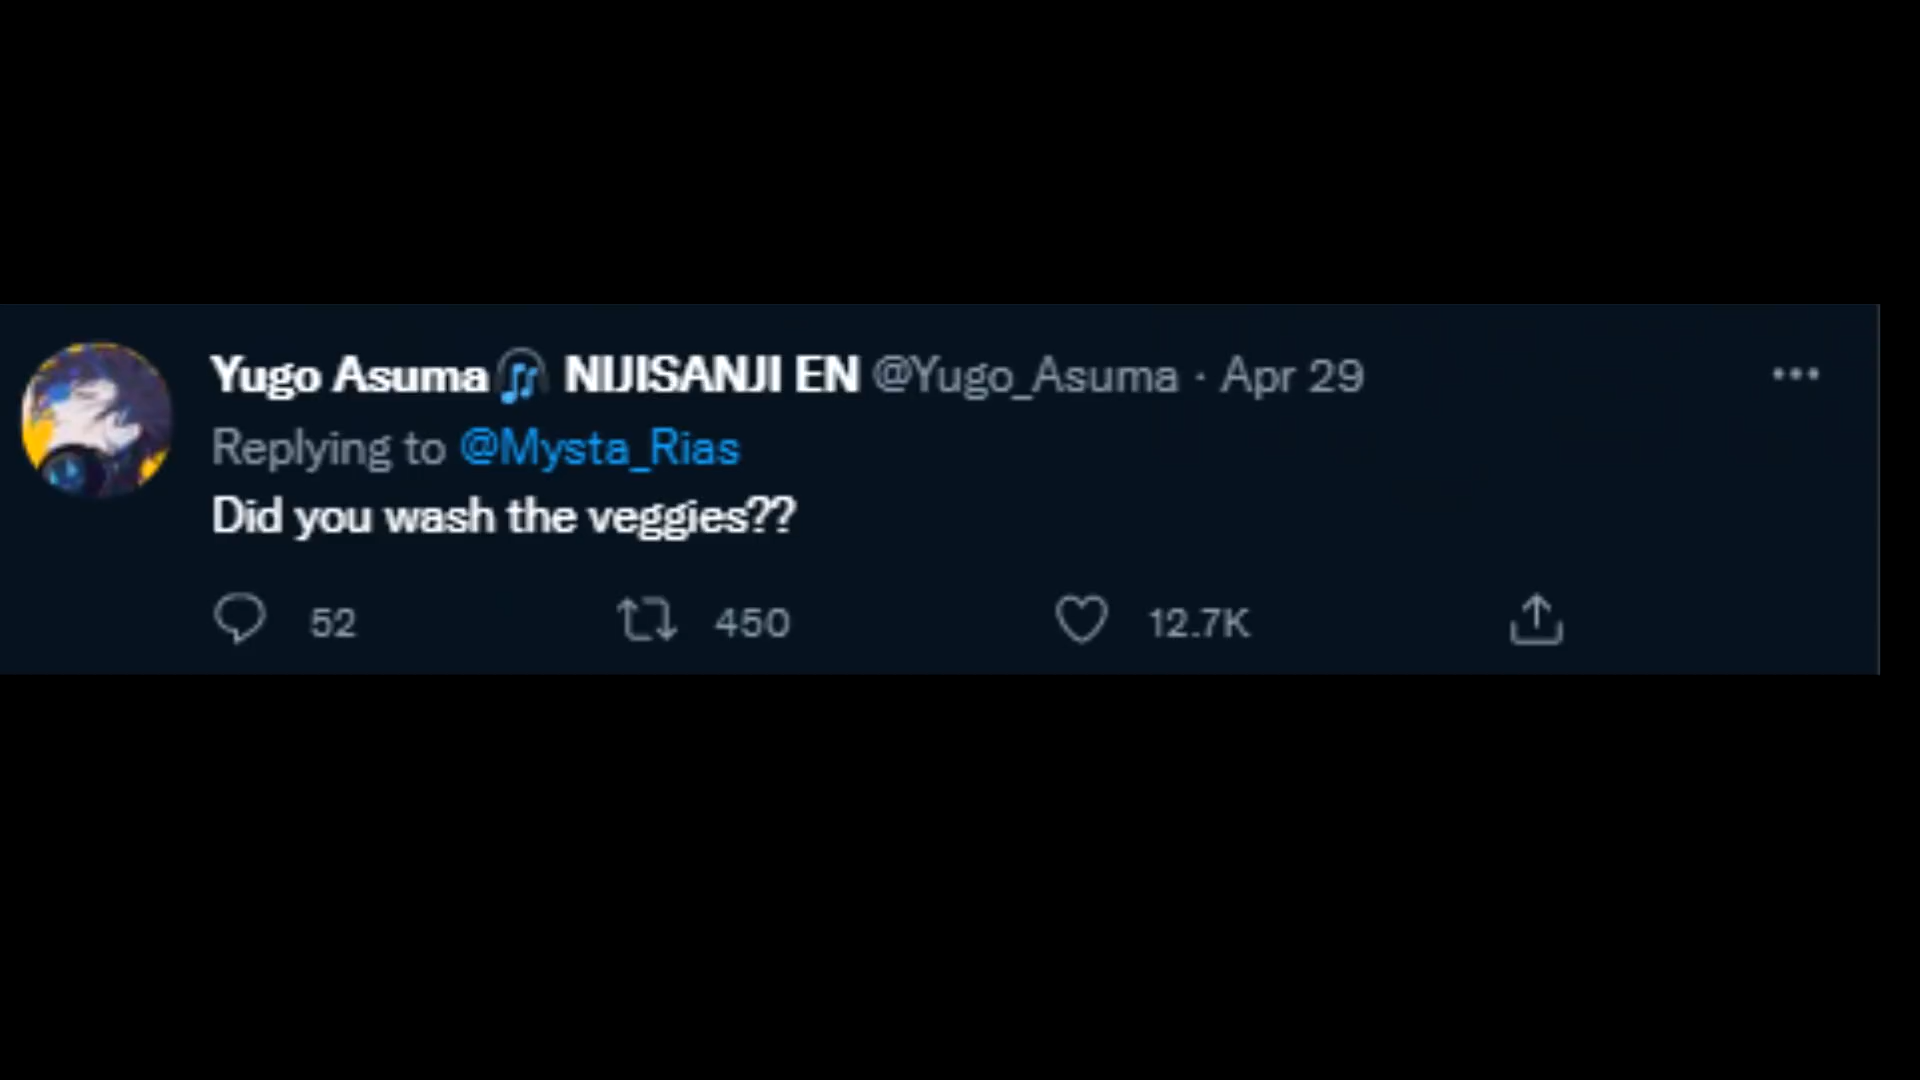 Yugo Asuma🎧 NIJISANJI EN @Yugo_Asuma · Apr 29
Replying to @Mysta_Rias
Did you wash the veggies??
52 450 12.7K